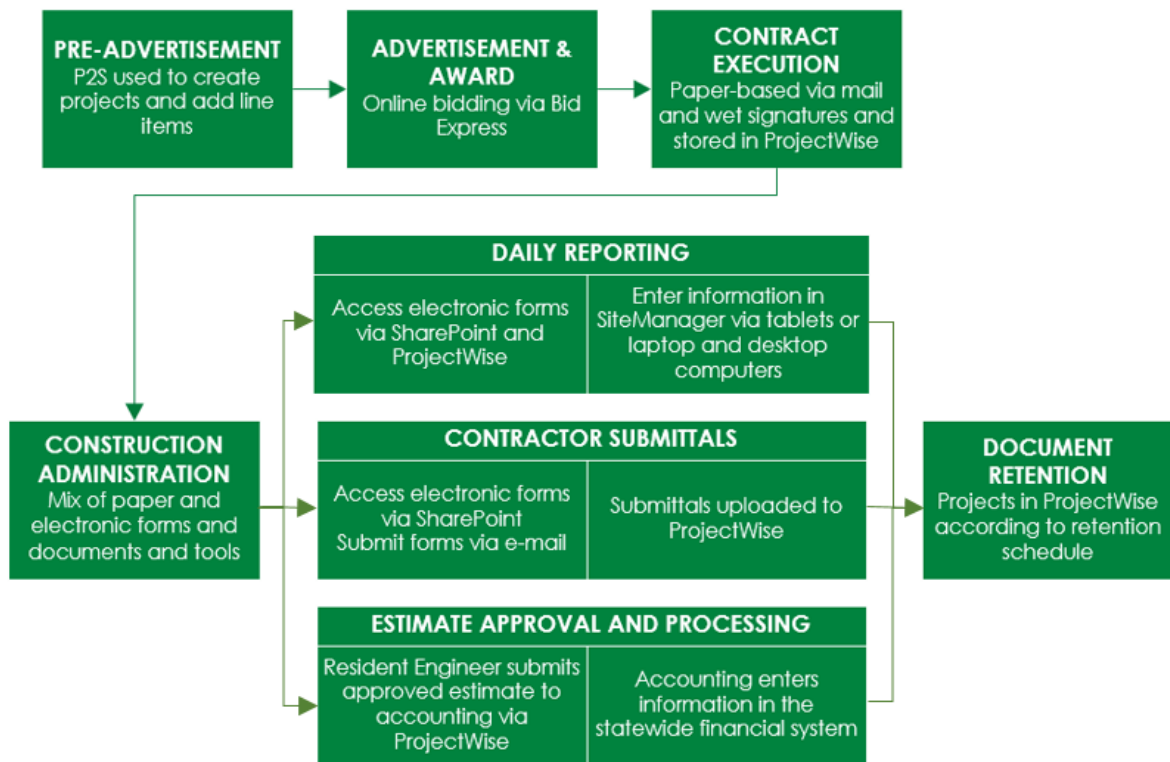 PRE-ADVERTISEMENT
P2S used to create
projects and add line
items
ADVERTISEMENT &
AWARD
Online bidding via Bid
Express
CONTRACT
EXECUTION
Paper-based via mail
and wet signatures and
stored in ProjectWise
CONSTRUCTION
ADMINISTRATION
Mix of paper and
electronic forms and
documents and tools
DAILY REPORTING
Access electronic forms
via SharePoint and
ProjectWise
Enter information in
SiteManager via tablets or
laptop and desktop
computers
CONTRACTOR SUBMITTALS
Access electronic forms
via SharePoint
Submit forms via e-mail
Submittals uploaded to
ProjectWise
ESTIMATE APPROVAL AND PROCESSING
Resident Engineer submits
approved estimate to
accounting via
ProjectWise
Accounting enters
information in the
statewide financial system
DOCUMENT
RETENTION
Projects in ProjectWise
according to retention
schedule